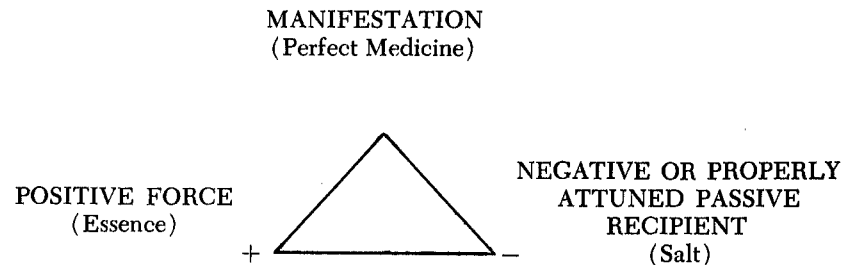 MANIFESTATION
(Perfect Medicine)
POSITIVE FORCE
(Essence)
+
NEGATIVE OR PROPERLY
ATTUNED PASSIVE
RECIPIENT
(Salt)
−